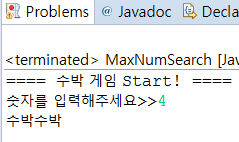 Problems @ Javadoc Decla
<terminated> MaxNumSearch [Jav
==== 수박 게임 Start! ====
숫자를 입력해주세요>>4
수박수박